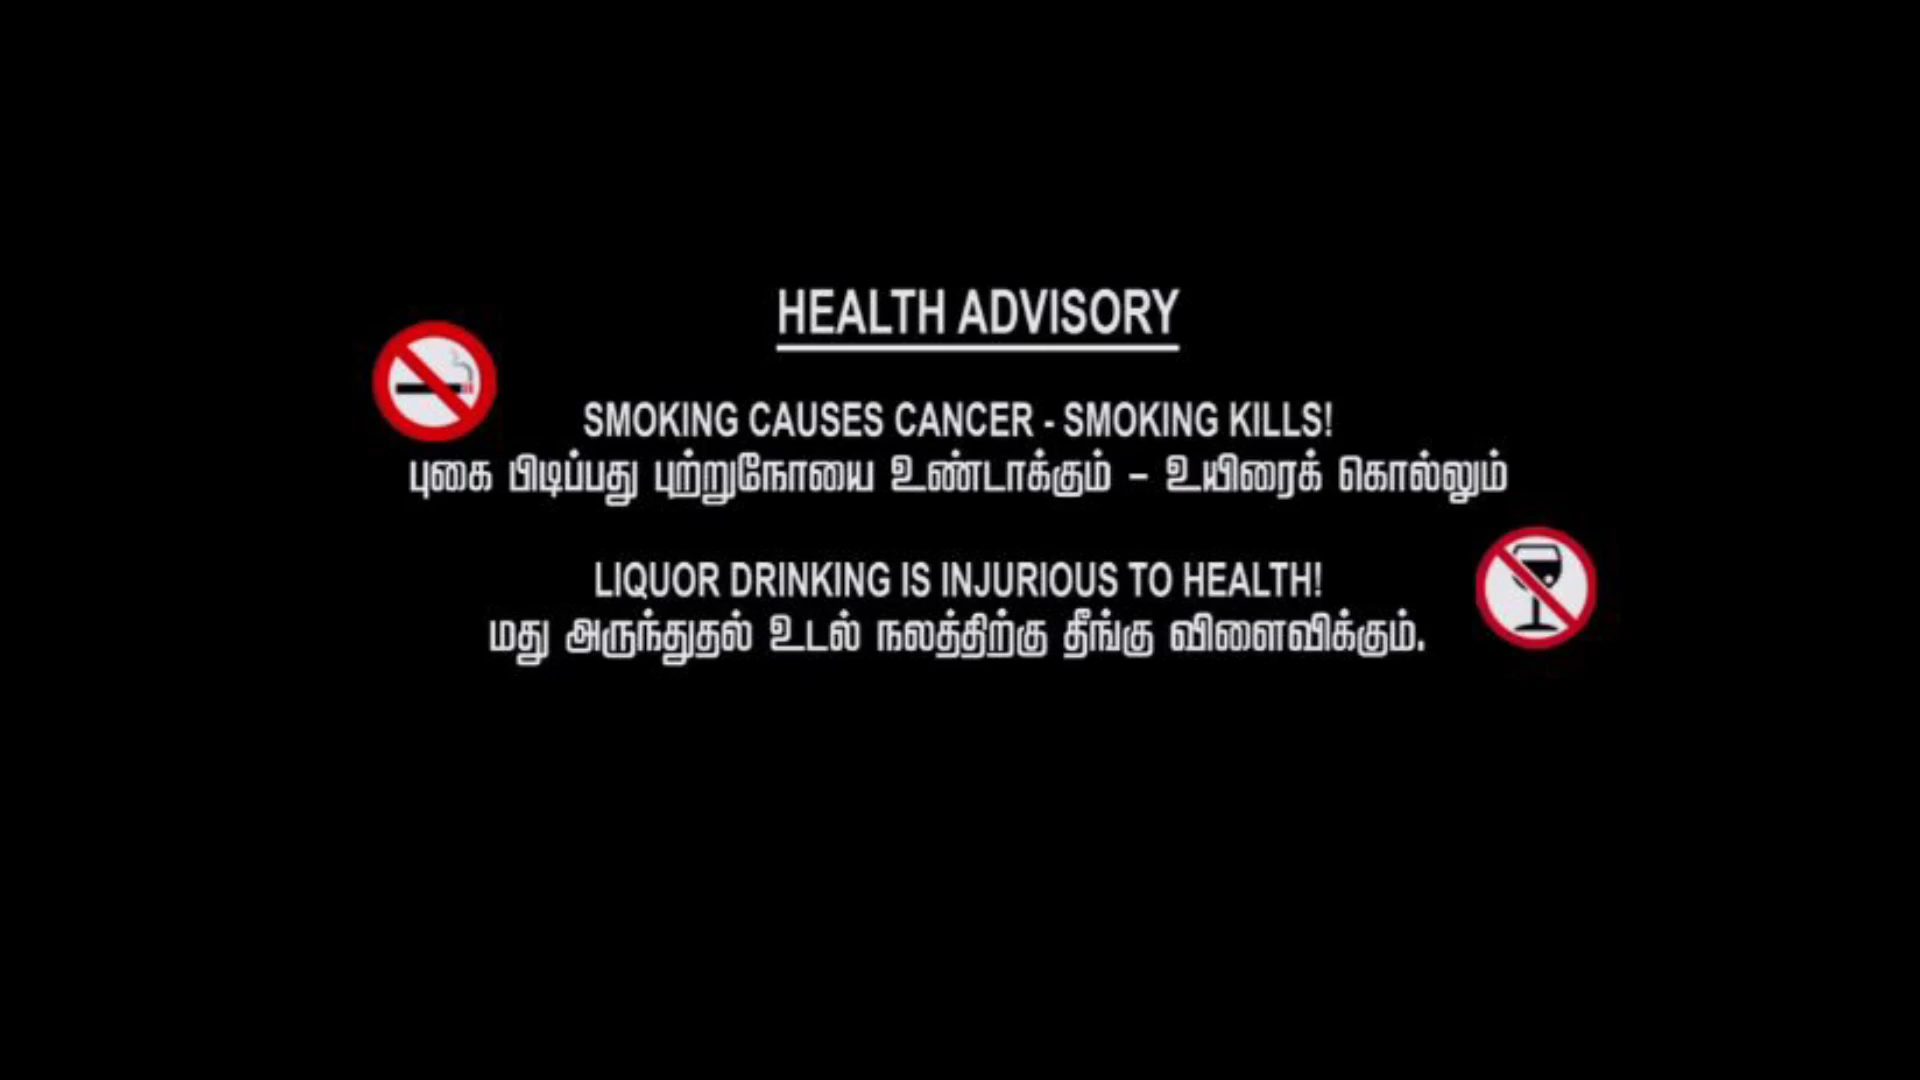 HEALTH ADVISORY
SMOKING CAUSES CANCER - SMOKING KILLS!
புகை பிடிப்பது புற்றுநோயை உண்டாக்கும் – உயிரைக் கொல்லும்
LIQUOR DRINKING IS INJURIOUS TO HEALTH!
மது அருந்துதல் உடல் நலத்திற்கு தீங்கு விளைவிக்கும்.